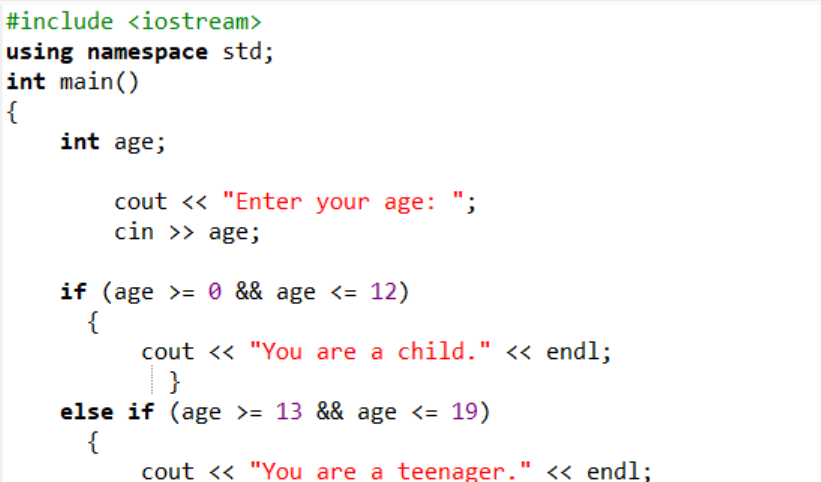 #include <iostream>
using namespace std;
int main()
{
    int age;

        cout << "Enter your age: ";
        cin >> age;

    if (age >= 0 && age <= 12)
      {
          cout << "You are a child." << endl;
            }
    else if (age >= 13 && age <= 19)
      {
          cout << "You are a teenager." << endl;